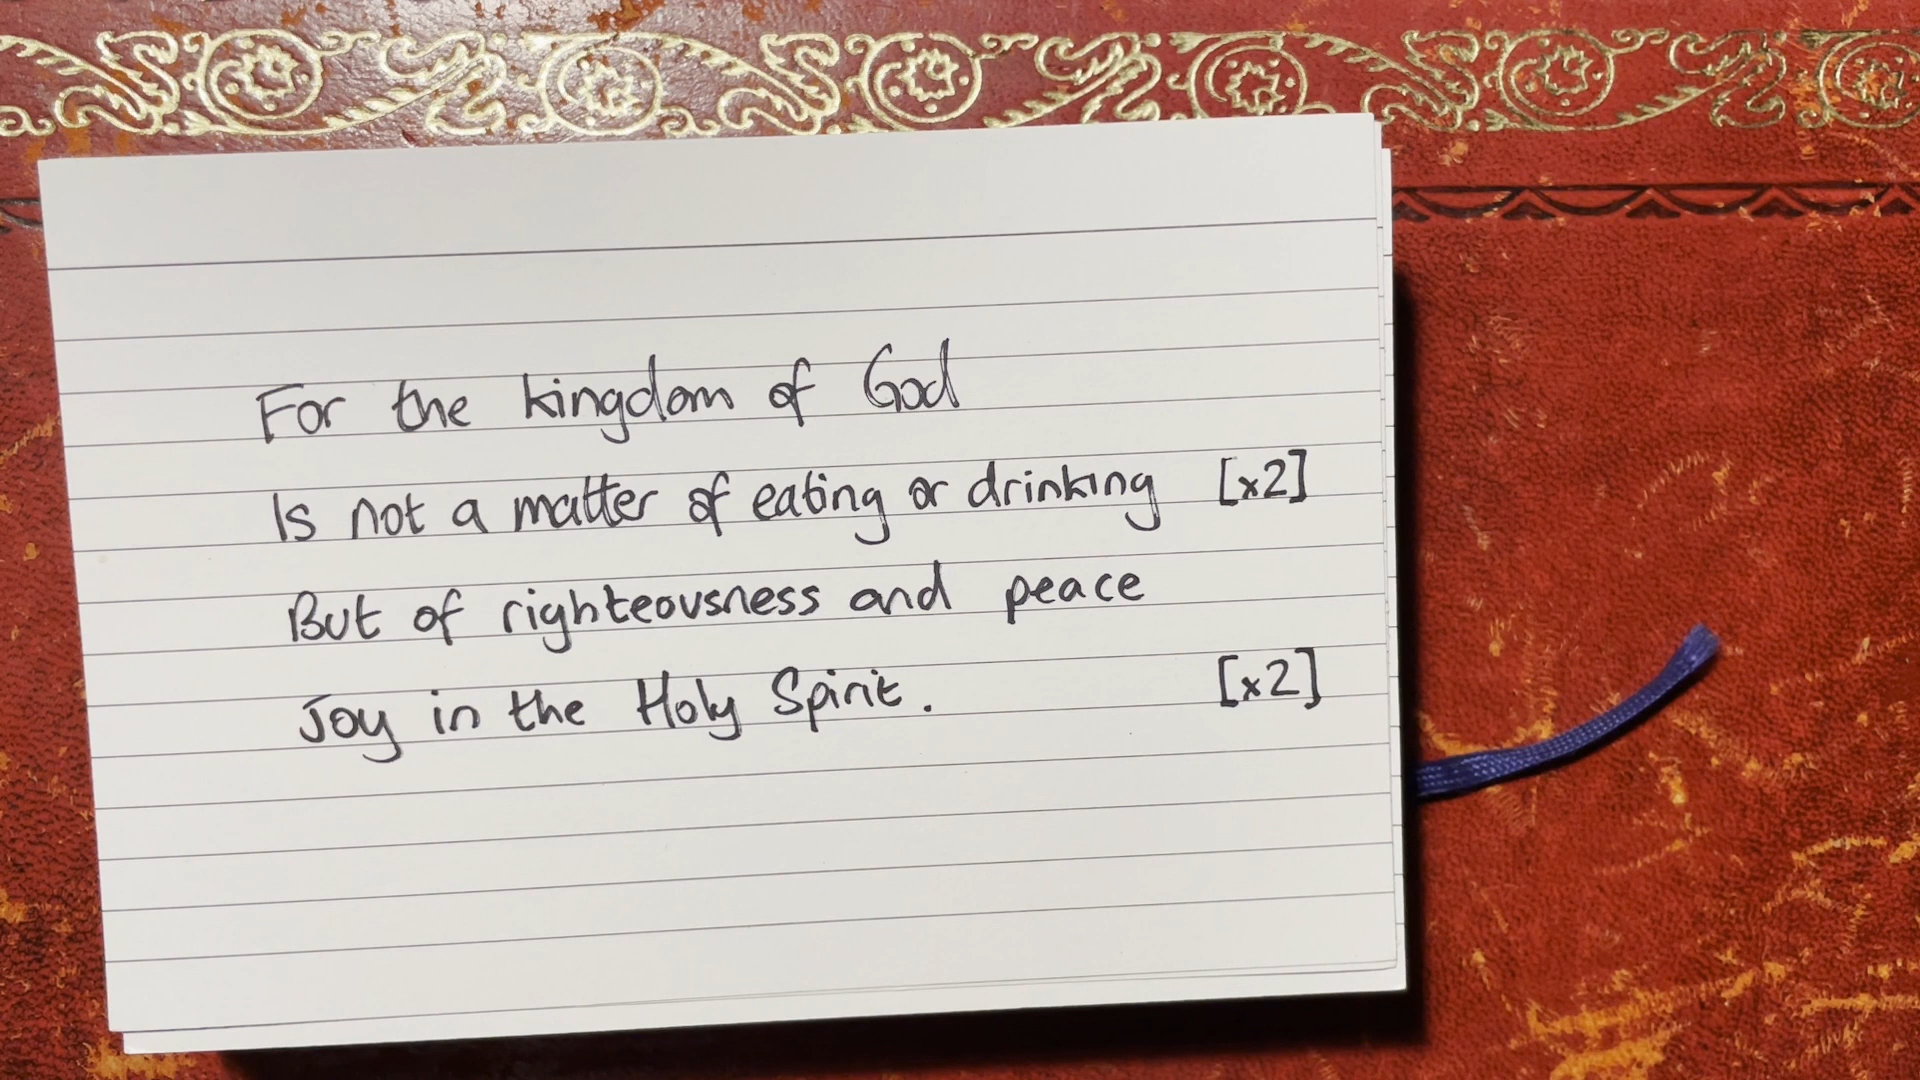 For the kingdom of God
Is not a matter of eating or drinking [x2]
But of righteousness and peace
Joy in the Holy Spirit. [x2]